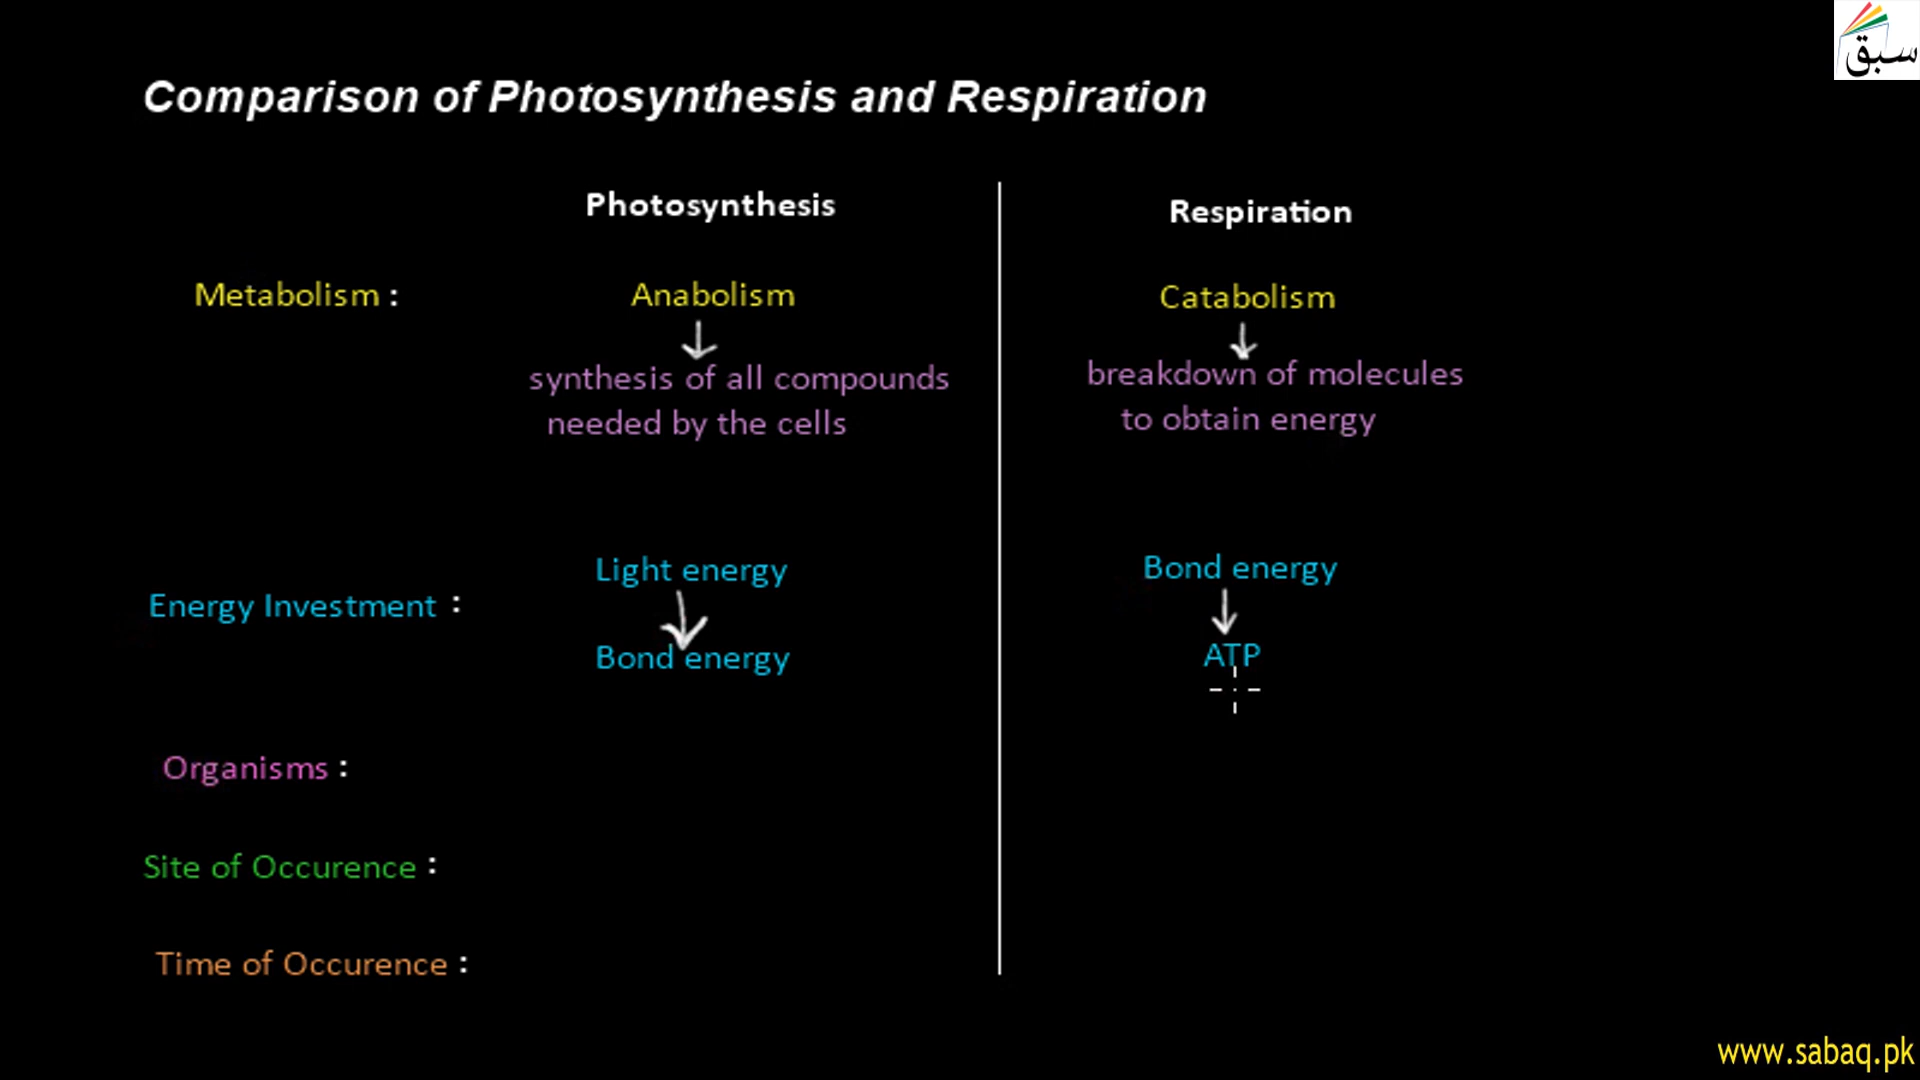 سبق
Comparison of Photosynthesis and Respiration
Photosynthesis
Respiration
Metabolism :
Anabolism
Catabolism
synthesis of all compounds
needed by the cells
breakdown of molecules
to obtain energy
Energy Investment :
Light energy
Bond energy
Bond energy
ATP
Organisms :
Site of Occurence :
Time of Occurence :
www.sabaq.pk